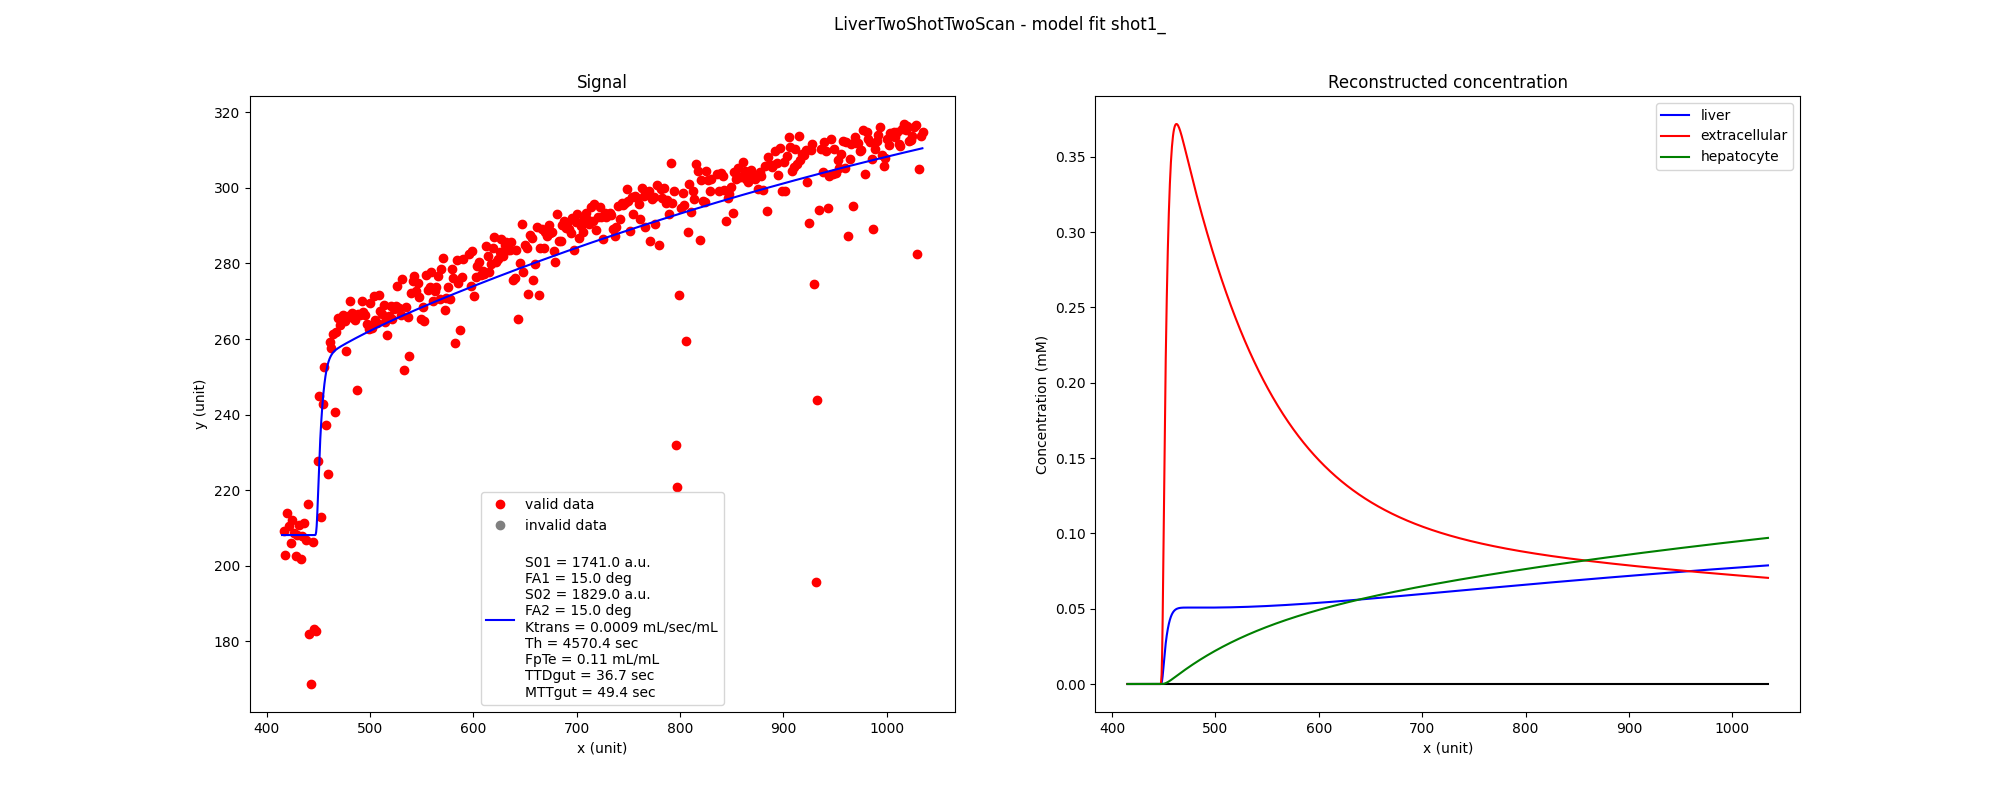 LiverTwoShotTwoScan - model fit shot1_
Signal
y (unit)
320
300
280
260
240
220
200
180
valid data
invalid data
S01 = 1741.0 a.u.
FA1 = 15.0 deg
S02 = 1829.0 a.u.
FA2 = 15.0 deg
Ktrans = 0.0009 mL/sec/mL
Th = 4570.4 sec
FpTe = 0.11 mL/mL
TTDgut = 36.7 sec
MTTgut = 49.4 sec
400 500 600 700 800 900 1000
x (unit)
Reconstructed concentration
Concentration (mM)
0.35
0.30
0.25
0.20
0.15
0.10
0.05
0.00
liver
extracellular
hepatocyte
400 500 600 700 800 900 1000
x (unit)